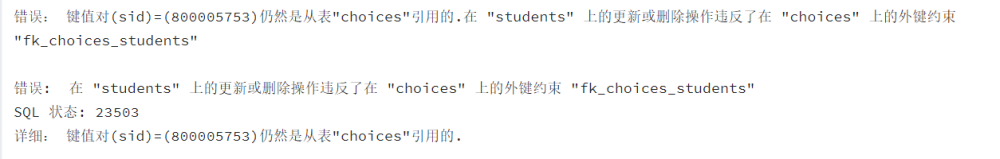 错误:  键值对(sid)=(800005753)仍然是从表"choices"引用的.在 "students" 上的更新或删除操作违反了在 "choices" 上的外键约束
"fk_choices_students"
错误:  在 "students" 上的更新或删除操作违反了在 "choices" 上的外键约束 "fk_choices_students"
SQL 状态: 23503
详细:  键值对(sid)=(800005753)仍然是从表"choices"引用的.